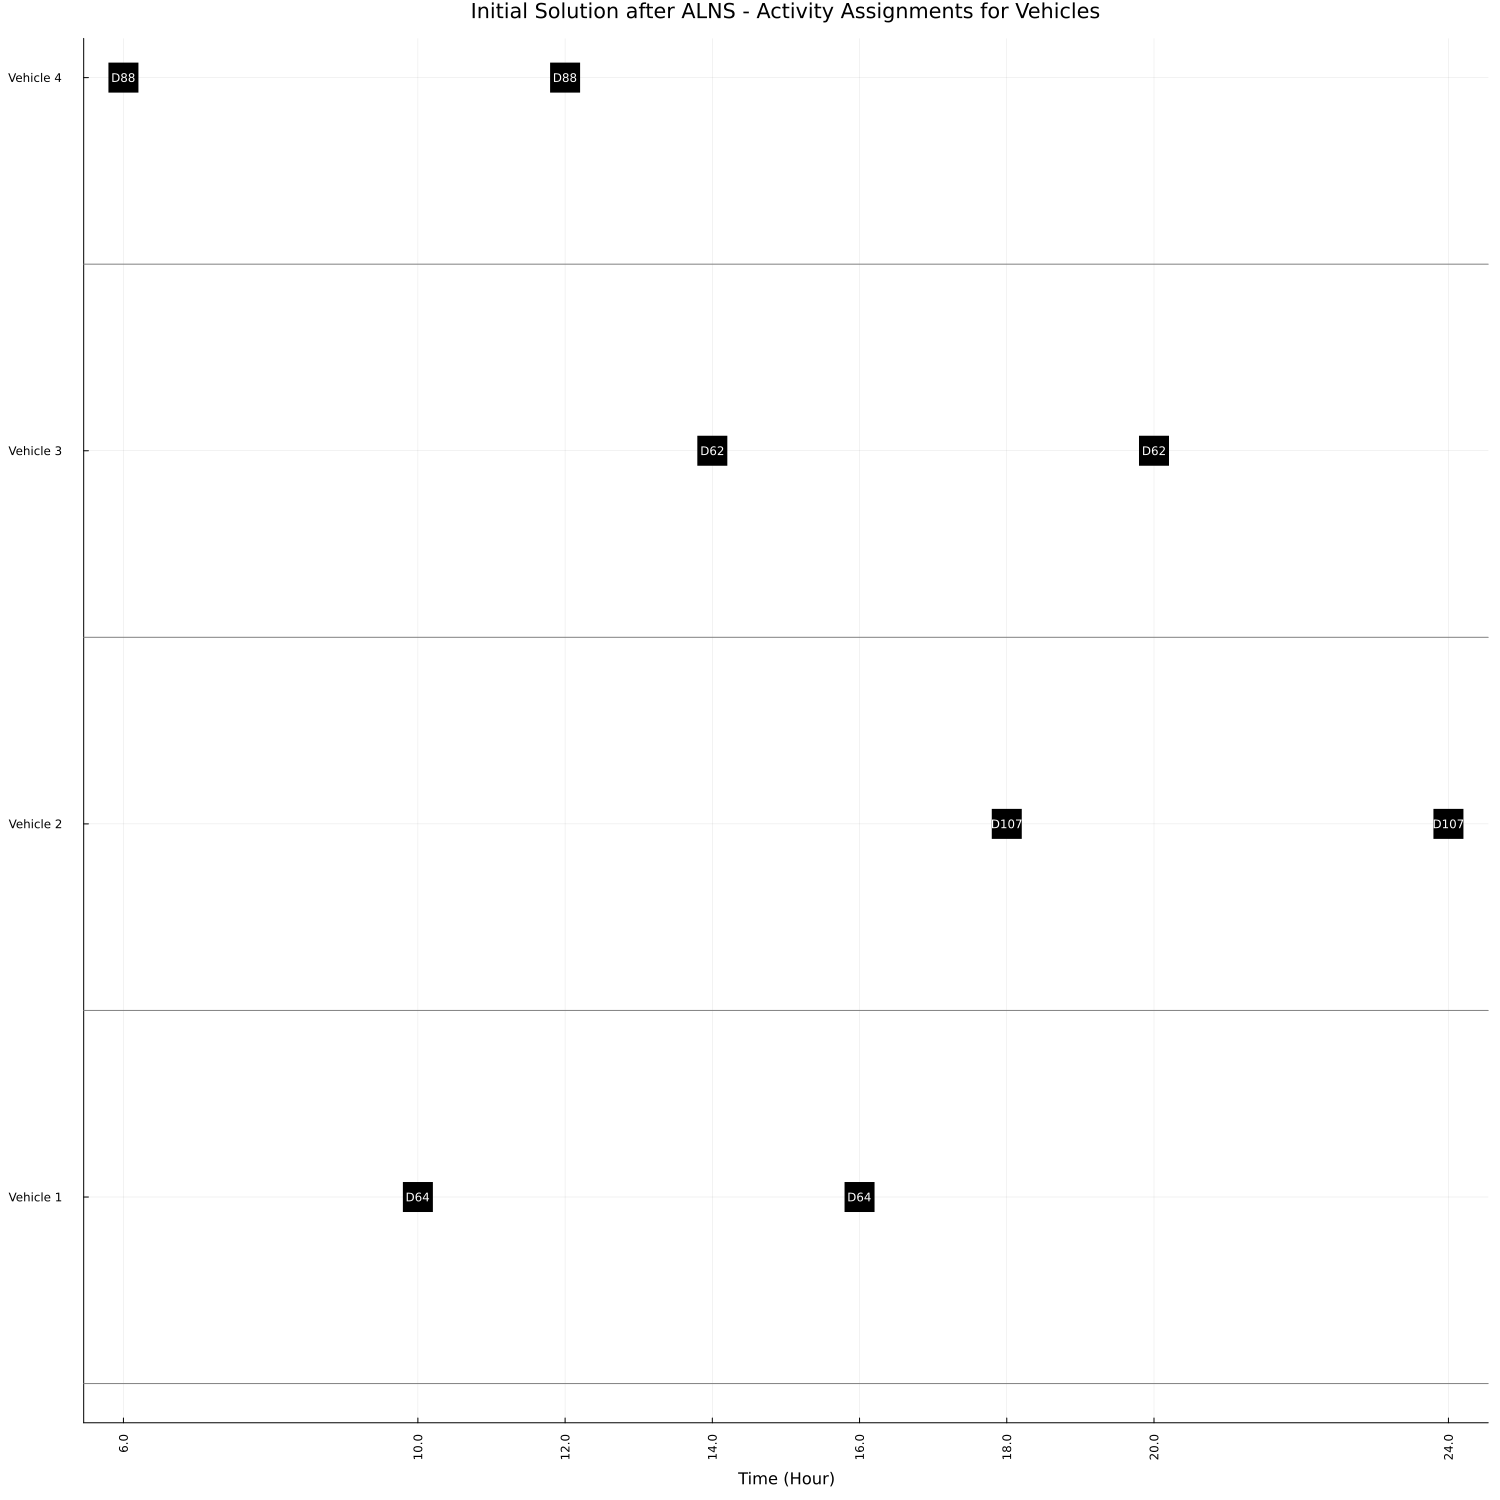 Initial Solution after ALNS - Activity Assignments for Vehicles
Vehicle 4
D88
D88
Vehicle 3
D62
D62
Vehicle 2
D107
D107
Vehicle 1
D64
D64
6.0
10.0
12.0
14.0
16.0
18.0
20.0
24.0
Time (Hour)